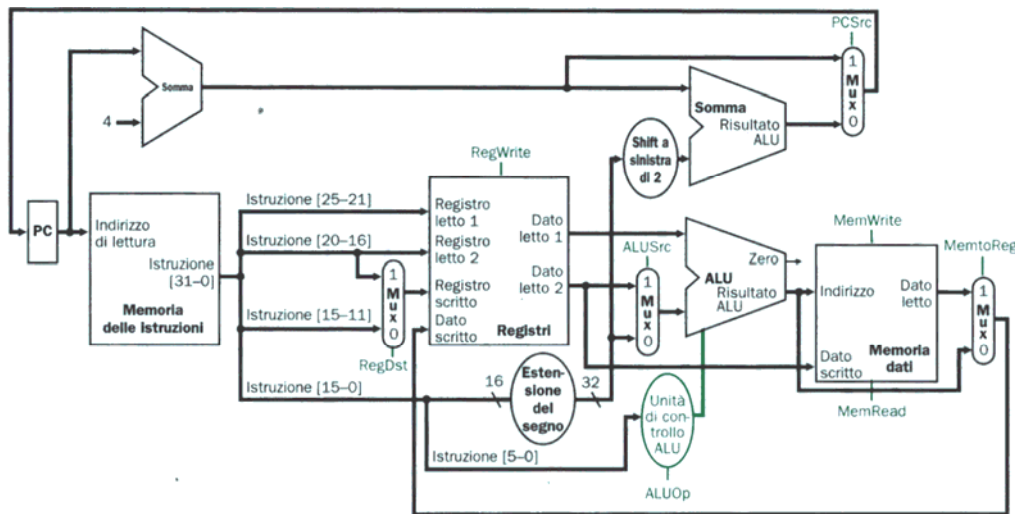 PCSrc
Somma
4
1
Mux
0
Somma
Risultato
ALU
Shift a
sinistra
di 2
RegWrite
PC
Indirizzo
di lettura
Istruzione
[31–0]
Memoria
delle istruzioni
Istruzione [25–21]
Istruzione [20–16]
Istruzione [15–11]
Istruzione [15–0]
Istruzione [5–0]
1
Mux
0
RegDst
Registro
letto 1
Registro
letto 2
Registro
scritto
Dato
scritto
Dato
letto 1
Dato
letto 2
Registri
16
Estensione
del
segno
32
ALUSrc
1
Mux
0
Zero
ALU
Risultato
ALU
Unità
di con-
trollo
ALU
ALUOp
MemWrite
Indirizzo
Dato
letto
Dato
scritto
Memoria
dati
MemRead
MemtoReg
1
Mux
0